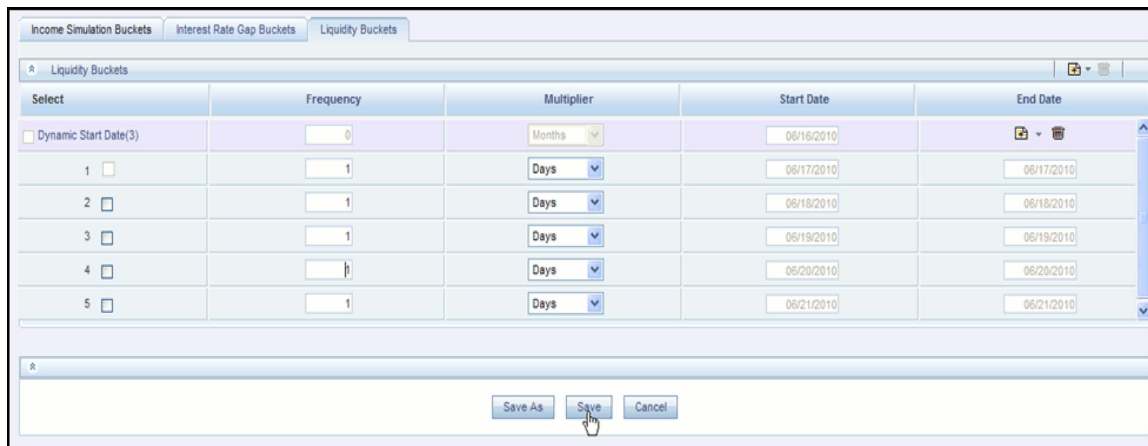 Income Simulation Buckets Interest Rate Gap Buckets Liquidity Buckets
Liquidity Buckets
Select Frequency Multiplier Start Date End Date
Dynamic Start Date(3) 0 Months 06/16/2010
1 1 Days 06/17/2010 06/17/2010
2 1 Days 06/18/2010 06/18/2010
3 1 Days 06/19/2010 06/19/2010
4 1 Days 06/20/2010 06/20/2010
5 1 Days 06/21/2010 06/21/2010
Save As Save Cancel